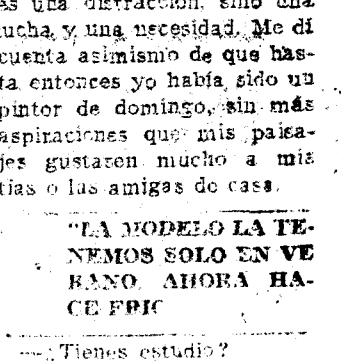 es una distracción, sino una
lucha y una necesidad. Me dí
cuenta asimismo de que has-
ta entonces yo había sido un
pintor de domingo, sin más
aspiraciones que mis paisa-
jes gustasen mucho a mis
tías o las amigas de casa.
"LA MODELO LA TE-
NEMOS SOLO EN VE
RANO. AHORA HA-
CE FRIO
—¿Tienes estudio?